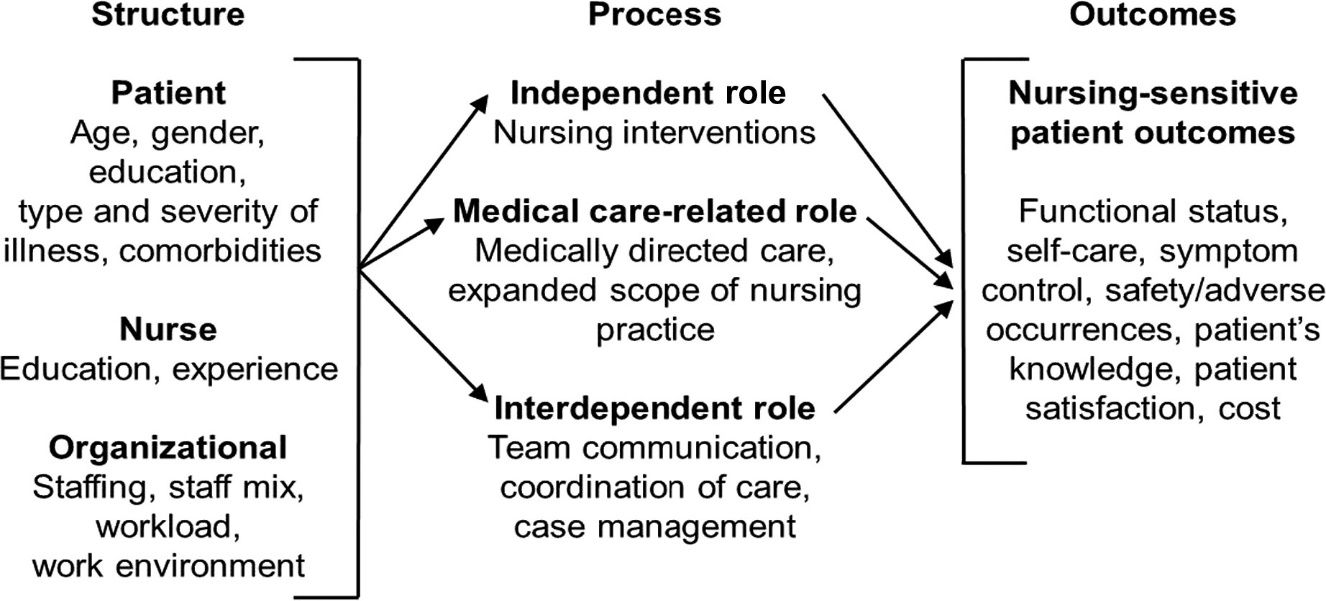 Structure
Patient
Age, gender,
education,
type and severity of
illness, comorbidities
Nurse
Education, experience
Organizational
Staffing, staff mix,
workload,
work environment
Process
Independent role
Nursing interventions
Medical care-related role
Medically directed care,
expanded scope of nursing
practice
Interdependent role
Team communication,
coordination of care,
case management
Outcomes
Nursing-sensitive
patient outcomes
Functional status,
self-care, symptom
control, safety/adverse
occurrences, patient’s
knowledge, patient
satisfaction, cost